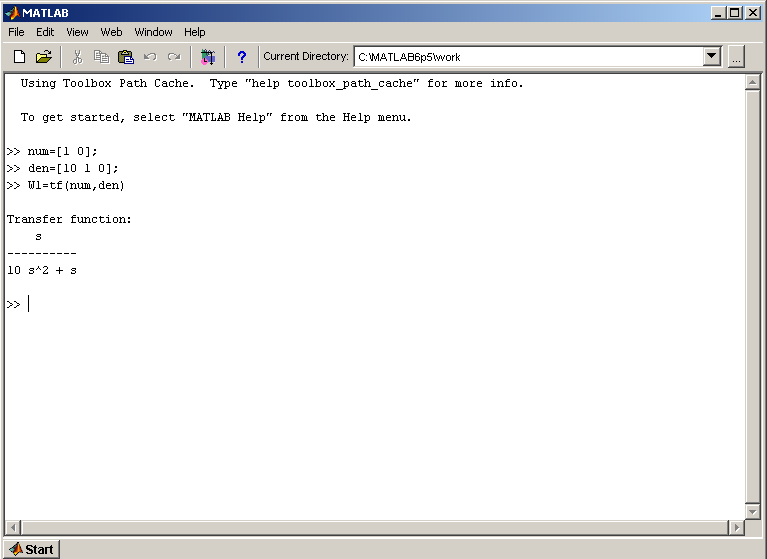 MATLAB
File Edit View Web Window Help
? Current Directory: C:\MATLAB6p5\work ...
Using Toolbox Path Cache. Type "help toolbox_path_cache" for more info.
To get started, select "MATLAB Help" from the Help menu.
>> num=[1 0];
>> den=[10 1 0];
>> W1=tf(num,den)
Transfer function:
s
----------
10 s^2 + s
>>
Start